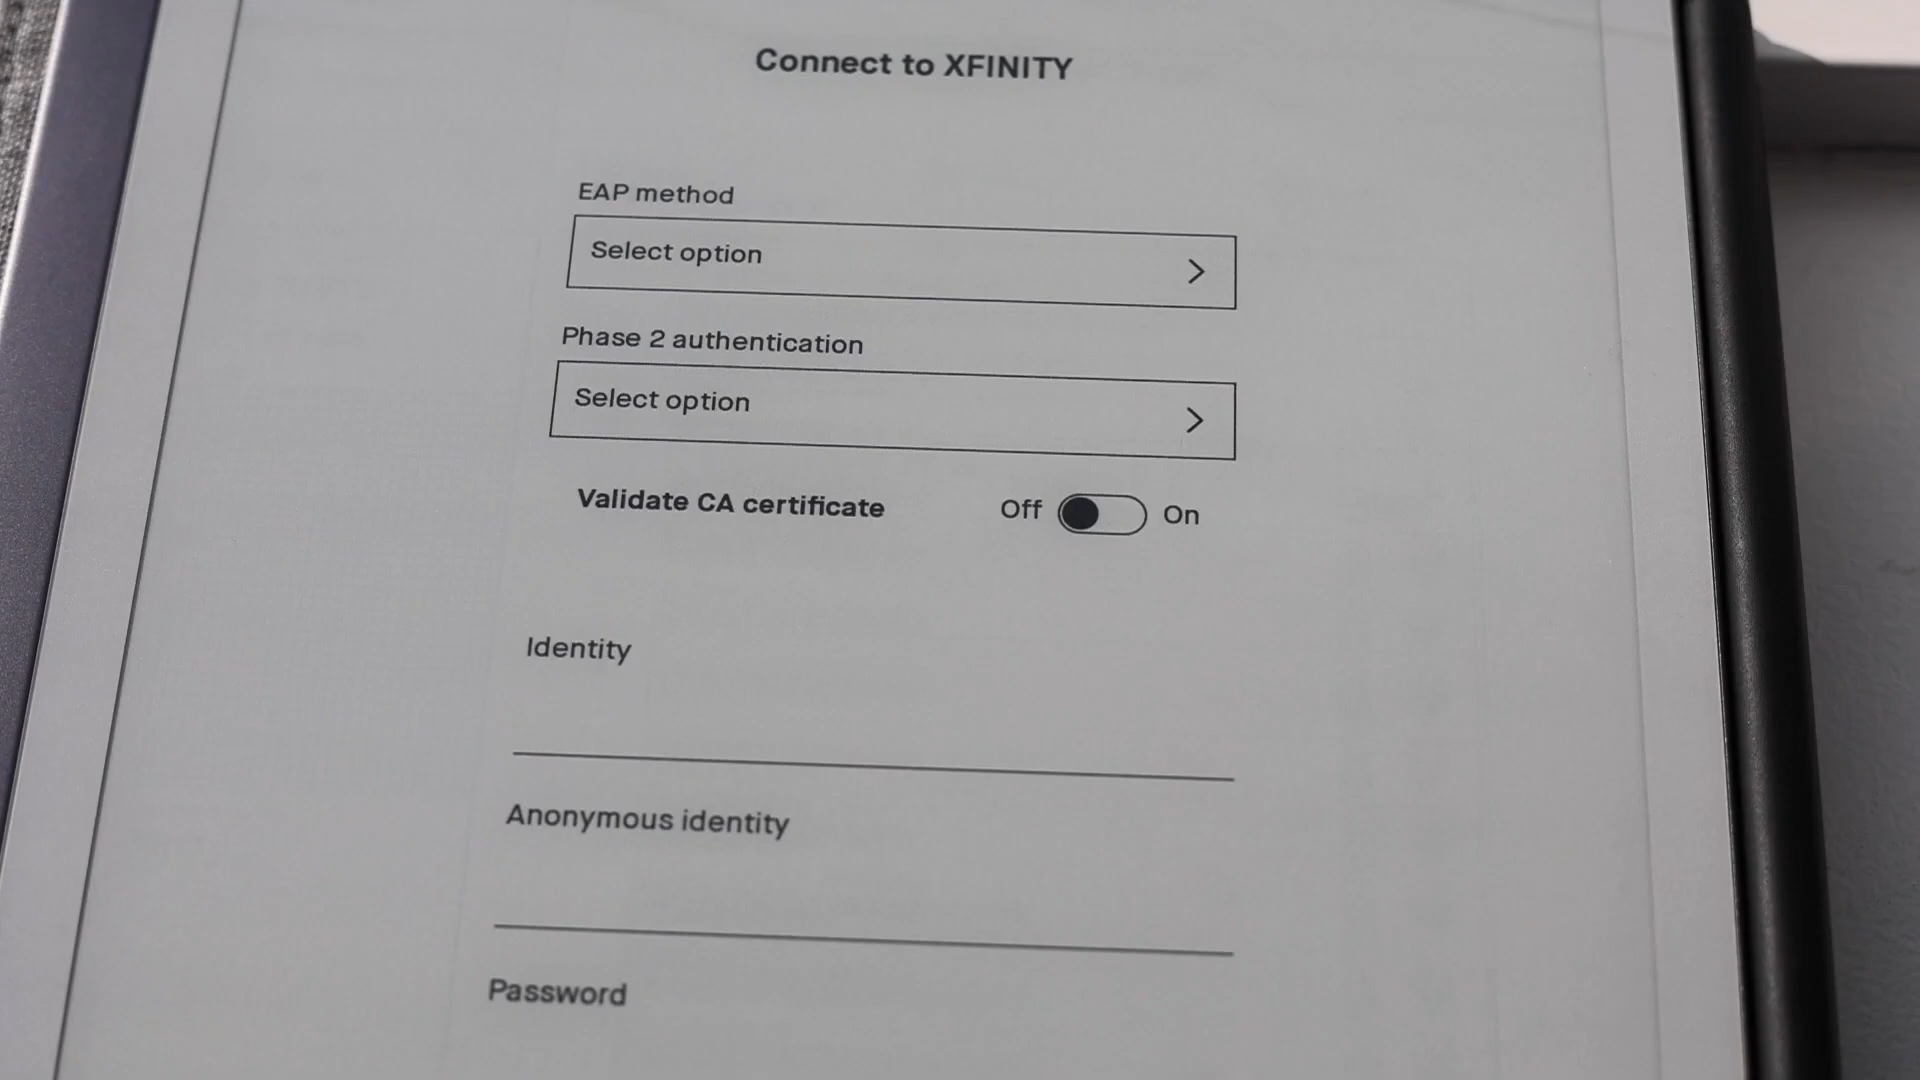 Connect to XFINITY
EAP method
Select option
Phase 2 authentication
Select option
Validate CA certificate Off On
Identity
Anonymous identity
Password